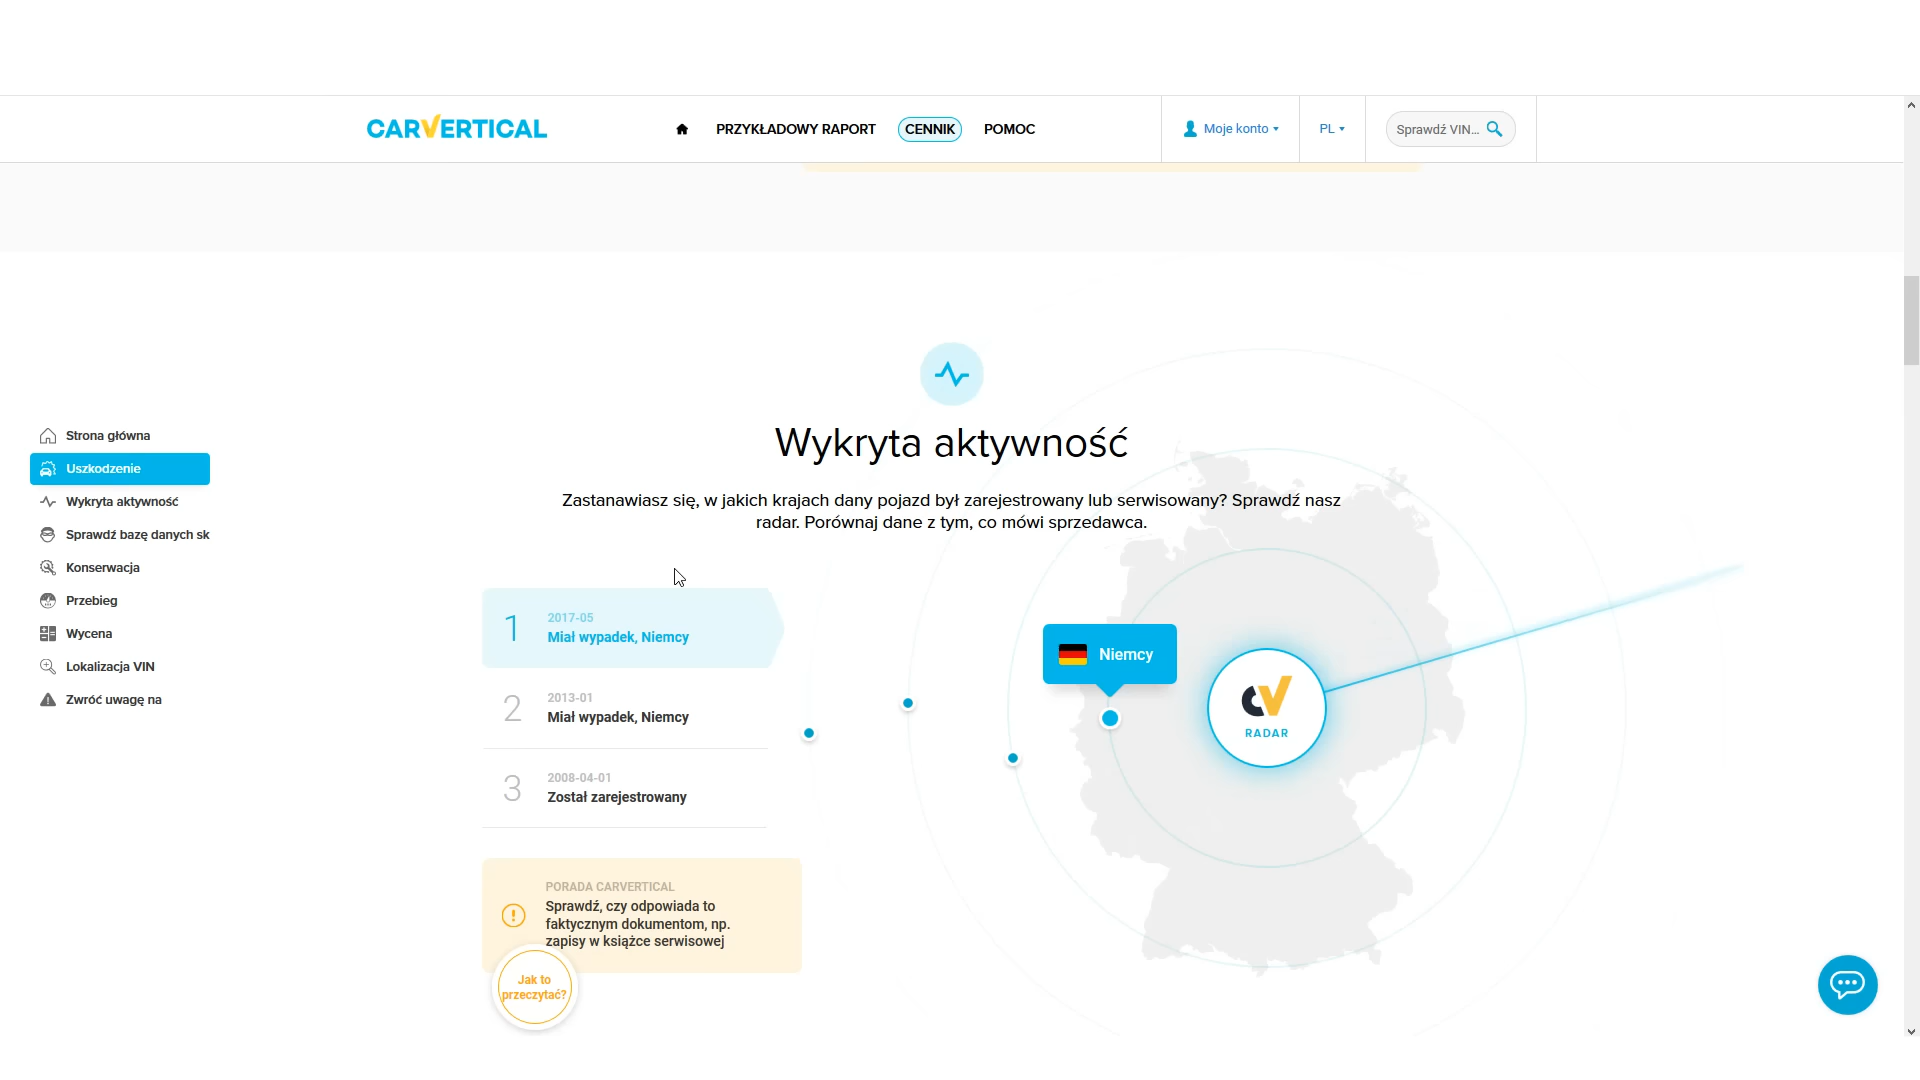 CARVERTICAL
PRZYKŁADOWY RAPORT
CENNIK
POMOC
Moje konto
PL
Sprawdź VIN...
Wykryta aktywność
Zastanawiasz się, w jakich krajach dany pojazd był zarejestrowany lub serwisowany? Sprawdź nasz
radar. Porównaj dane z tym, co mówi sprzedawca.
Strona główna
Uszkodzenie
Wykryta aktywność
Sprawdź bazę danych sk
Konserwacja
Przebieg
Wycena
Lokalizacja VIN
Zwróć uwagę na
1
2017-05
Miał wypadek, Niemcy
2
2013-01
Miał wypadek, Niemcy
3
2008-04-01
Został zarejestrowany
Niemcy
CV
RADAR
PORADA CARVERTICAL
Sprawdź, czy odpowiada to
faktycznym dokumentom, np.
zapisy w książce serwisowej
Jak to
przeczytać?